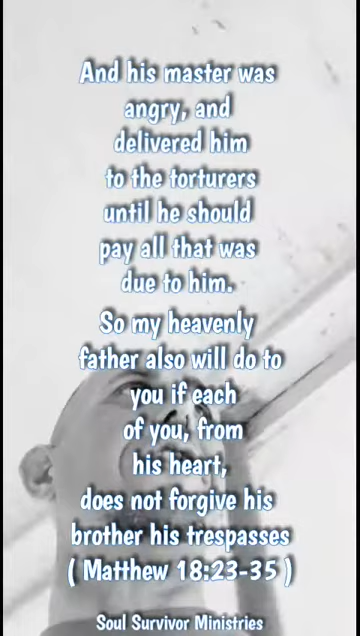 And his master was
angry, and
delivered him
to the torturers
until he should
pay all that was
due to him.
So my heavenly
father also will do to
you if each
of you, from
his heart,
does not forgive his
brother his trespasses
( Matthew 18:23-35 )
Soul Survivor Ministries